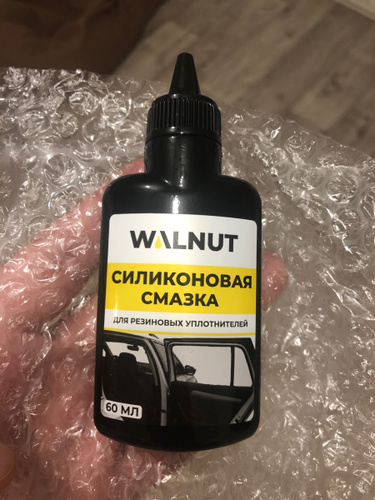 WALNUT
СИЛИКОНОВАЯ
СМАЗКА
ДЛЯ РЕЗИНОВЫХ УПЛОТНИТЕЛЕЙ
60 МЛ